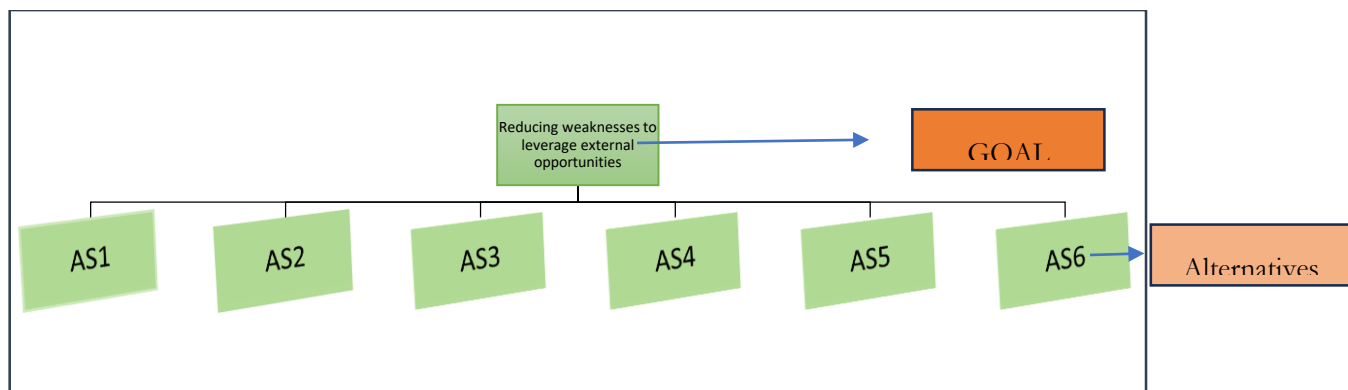 Reducing weaknesses to
leverage external
opportunities
GOAL
AS1 AS2 AS3 AS4 AS5 AS6
Alternatives